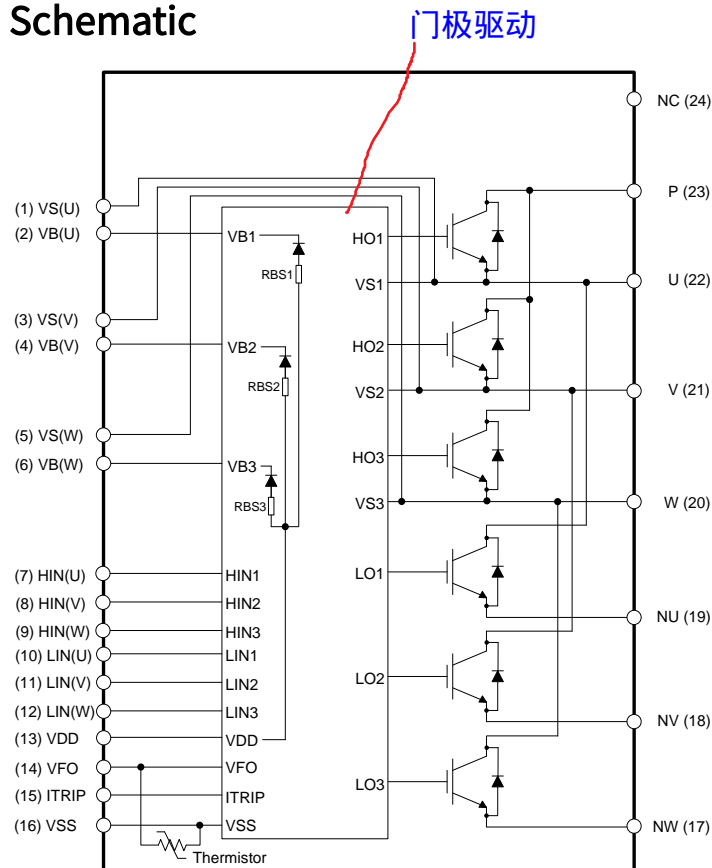 Schematic
门极驱动
NC (24)
(1) VS(U)
P (23)
(2) VB(U)
VB1
HO1
RBS1
VS1
U (22)
(3) VS(V)
(4) VB(V)
VB2
HO2
RBS2
VS2
V (21)
(5) VS(W)
(6) VB(W)
VB3
HO3
RBS3
VS3
W (20)
(7) HIN(U)
HIN1
LO1
(8) HIN(V)
HIN2
NU (19)
(9) HIN(W)
HIN3
(10) LIN(U)
LIN1
(11) LIN(V)
LIN2
LO2
(12) LIN(W)
LIN3
NV (18)
(13) VDD
VDD
(14) VFO
VFO
LO3
(15) ITRIP
ITRIP
(16) VSS
VSS
NW (17)
Thermistor